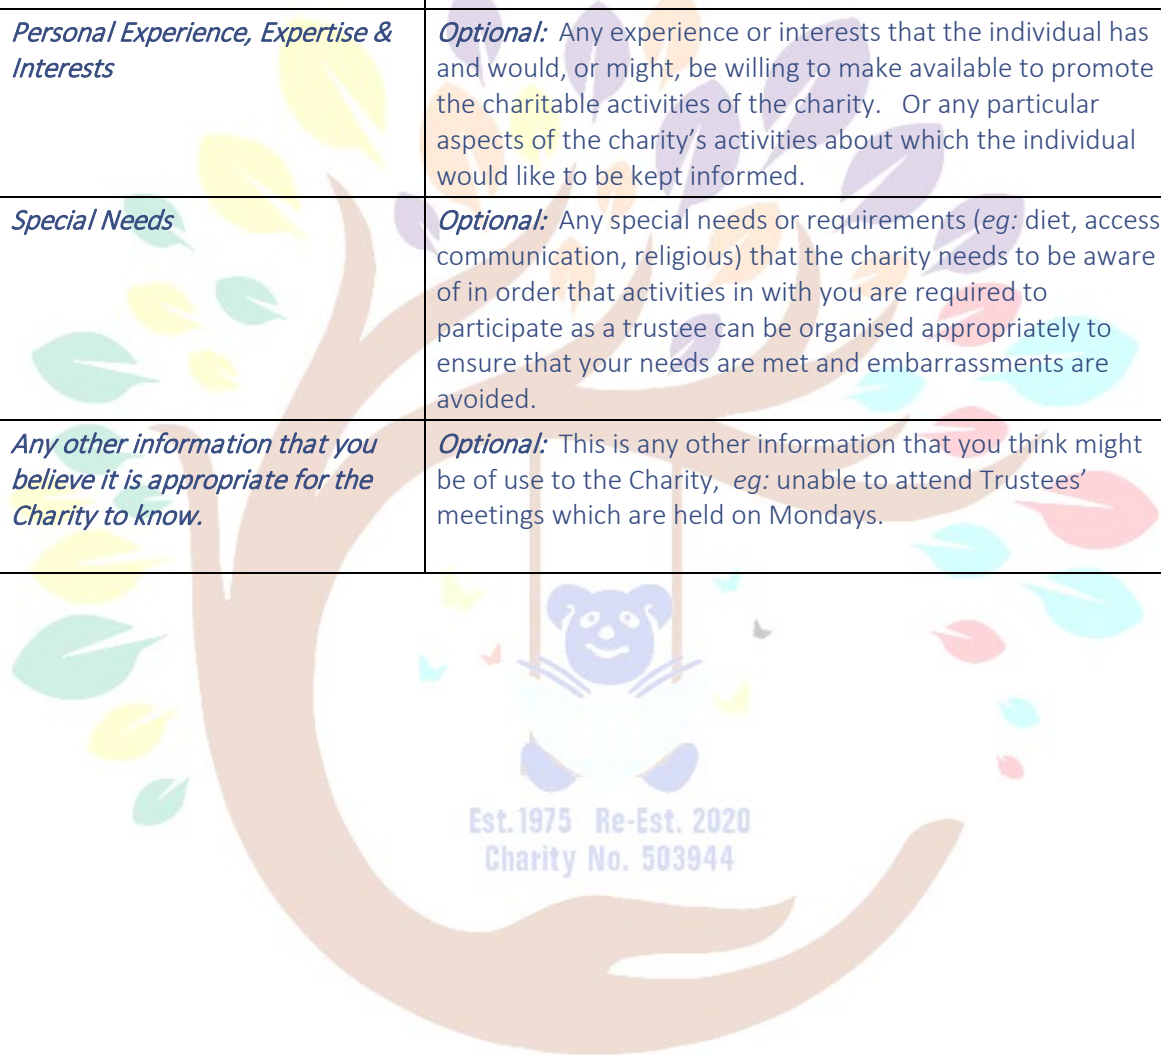 Personal Experience, Expertise &
Interests
Optional: Any experience or interests that the individual has
and would, or might, be willing to make available to promote
the charitable activities of the charity. Or any particular
aspects of the charity's activities about which the individual
would like to be kept informed.
Special Needs
Optional: Any special needs or requirements (eg: diet, access
communication, religious) that the charity needs to be aware
of in order that activities in with you are required to
participate as a trustee can be organised appropriately to
ensure that your needs are met and embarrassments are
avoided.
Any other information that you
believe it is appropriate for the
Charity to know.
Optional: This is any other information that you think might
be of use to the Charity, eg: unable to attend Trustees'
meetings which are held on Mondays.
Est. 1975 Re-Est. 2020
Charity No. 503944